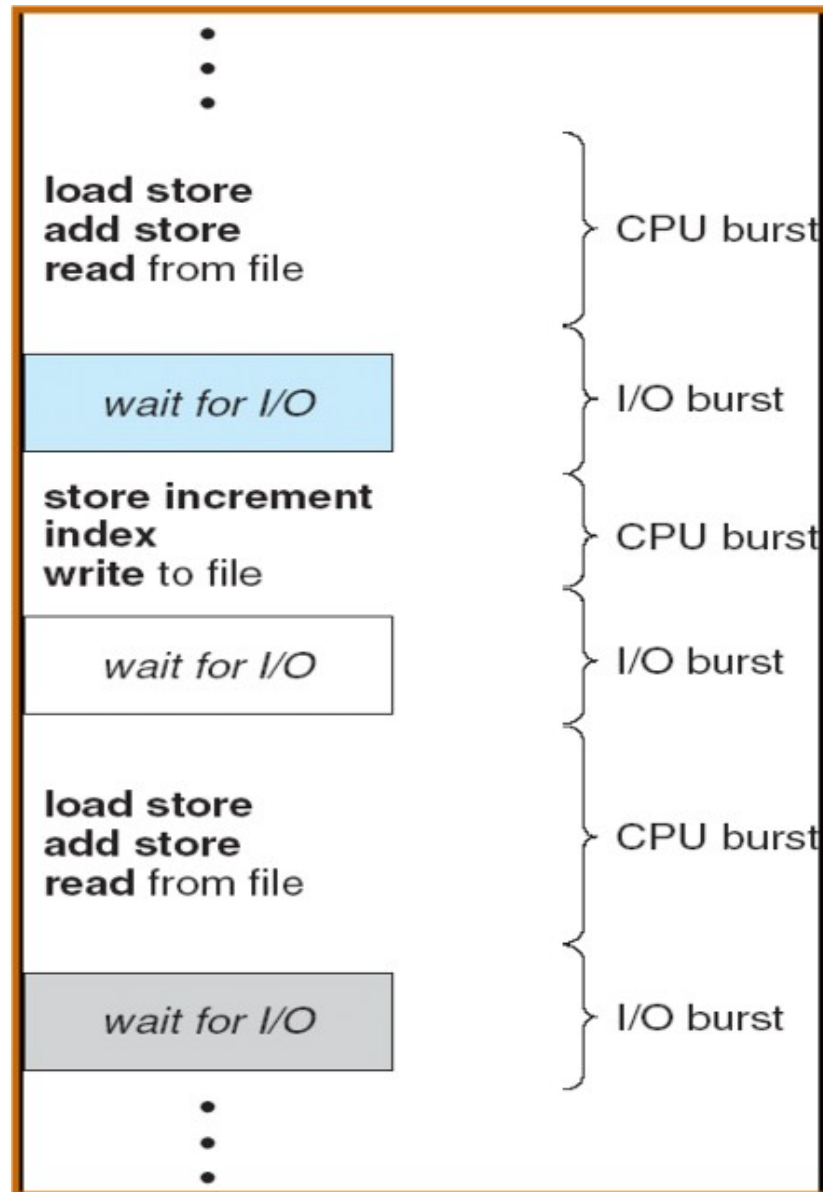 load store
add store
read from file
CPU burst
wait for I/O
I/O burst
store increment
index
write to file
CPU burst
wait for I/O
I/O burst
load store
add store
read from file
CPU burst
wait for I/O
I/O burst